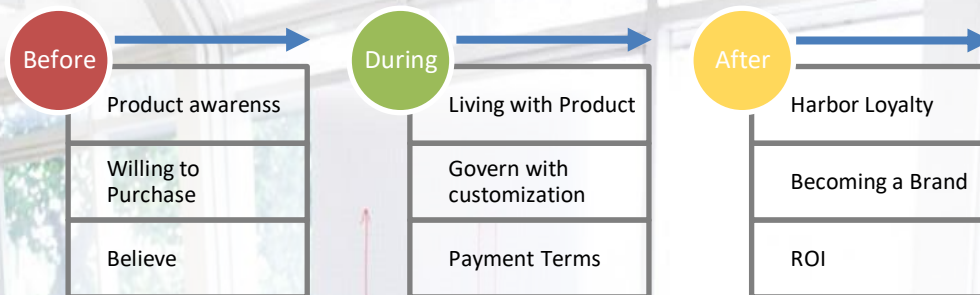 Before
Product awarenss
Willing to
Purchase
Believe
During
Living with Product
Govern with
customization
Payment Terms
After
Harbor Loyalty
Becoming a Brand
ROI